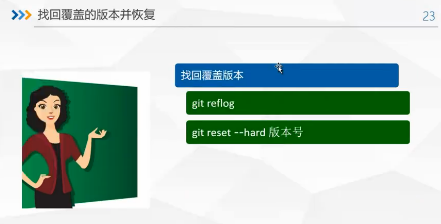 找回覆盖的版本并恢复
23
找回覆盖版本
git reflog
git reset --hard 版本号